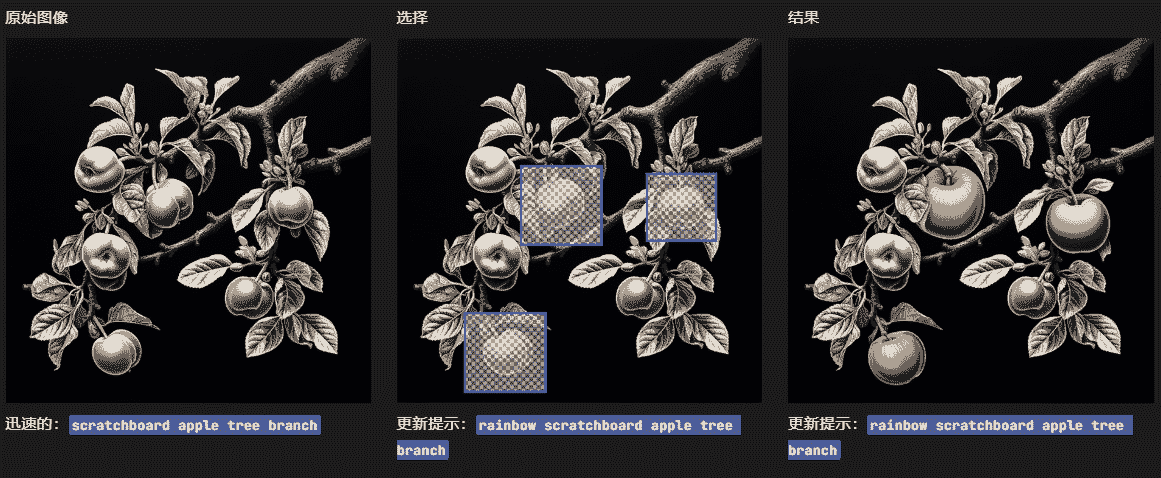 原始图像
选择
结果
迅速的：scratchboard apple tree branch
更新提示：rainbow scratchboard apple tree
branch
更新提示：rainbow scratchboard apple tree
branch